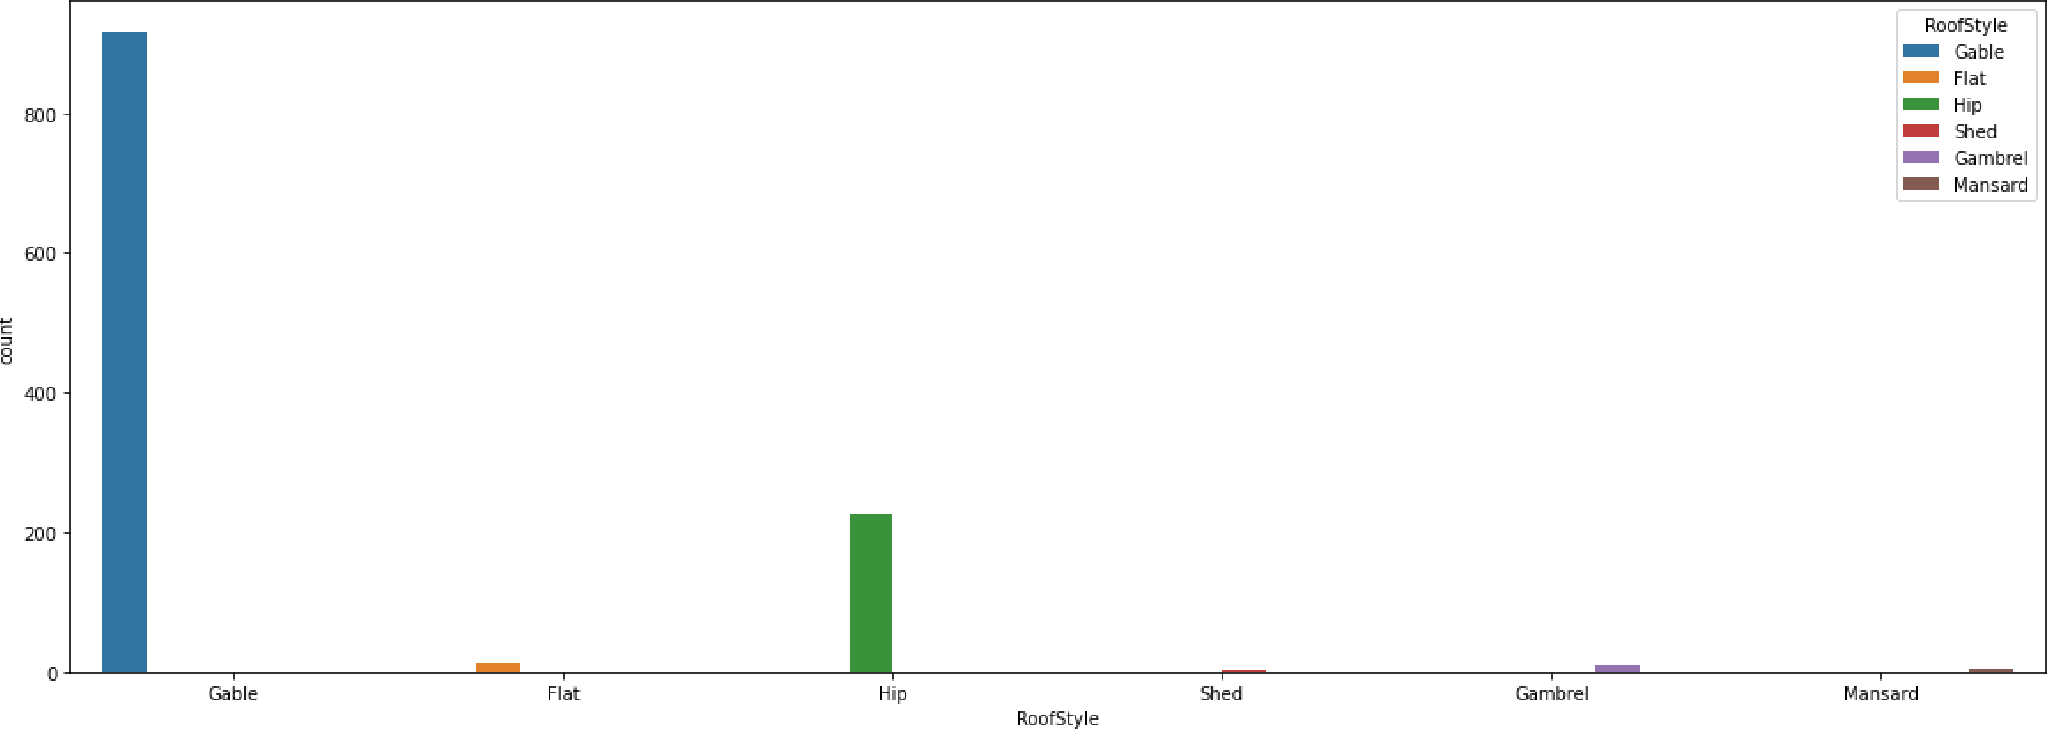 RoofStyle
Gable
Flat
Hip
Shed
Gambrel
Mansard
800
600
400
200
0
count
Gable Flat Hip Shed Gambrel Mansard
RoofStyle